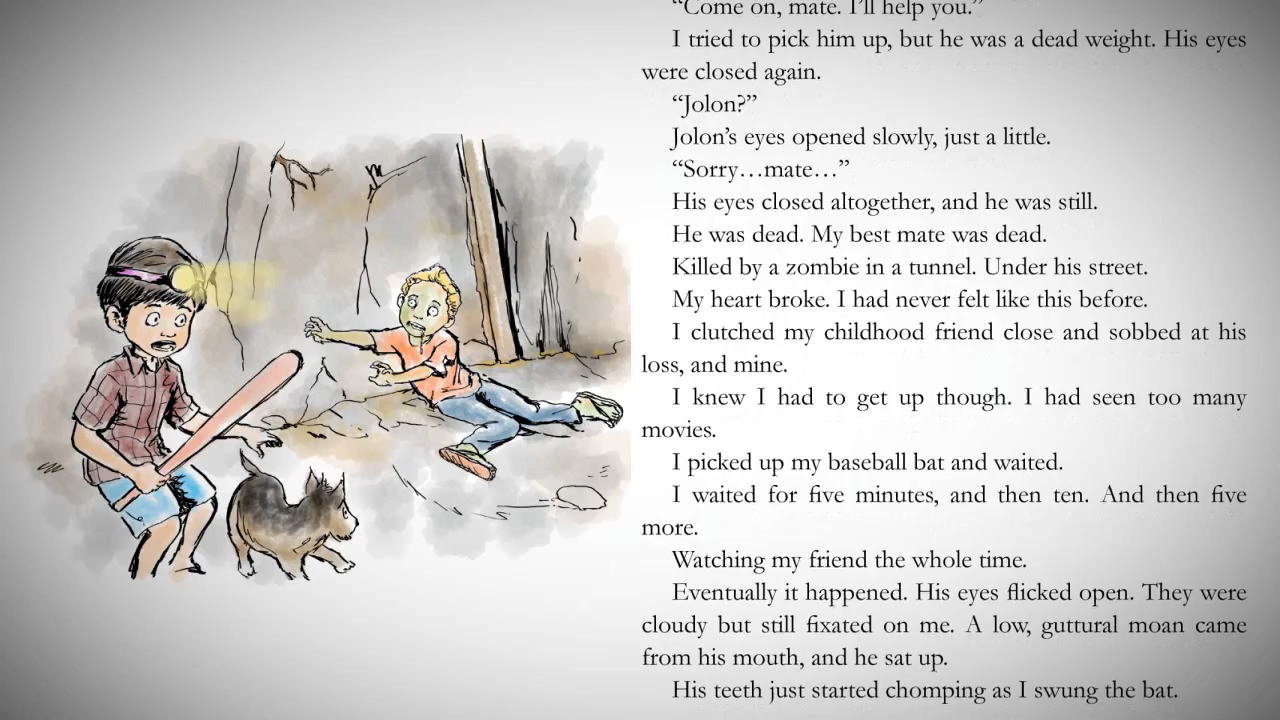 “Come on, mate. I’ll help you.”
I tried to pick him up, but he was a dead weight. His eyes
were closed again.
“Jolon?”
Jolon’s eyes opened slowly, just a little.
“Sorry…mate…”
His eyes closed altogether, and he was still.
He was dead. My best mate was dead.
Killed by a zombie in a tunnel. Under his street.
My heart broke. I had never felt like this before.
I clutched my childhood friend close and sobbed at his
loss, and mine.
I knew I had to get up though. I had seen too many
movies.
I picked up my baseball bat and waited.
I waited for five minutes, and then ten. And then five
more.
Watching my friend the whole time.
Eventually it happened. His eyes flicked open. They were
cloudy but still fixated on me. A low, guttural moan came
from his mouth, and he sat up.
His teeth just started chomping as I swung the bat.